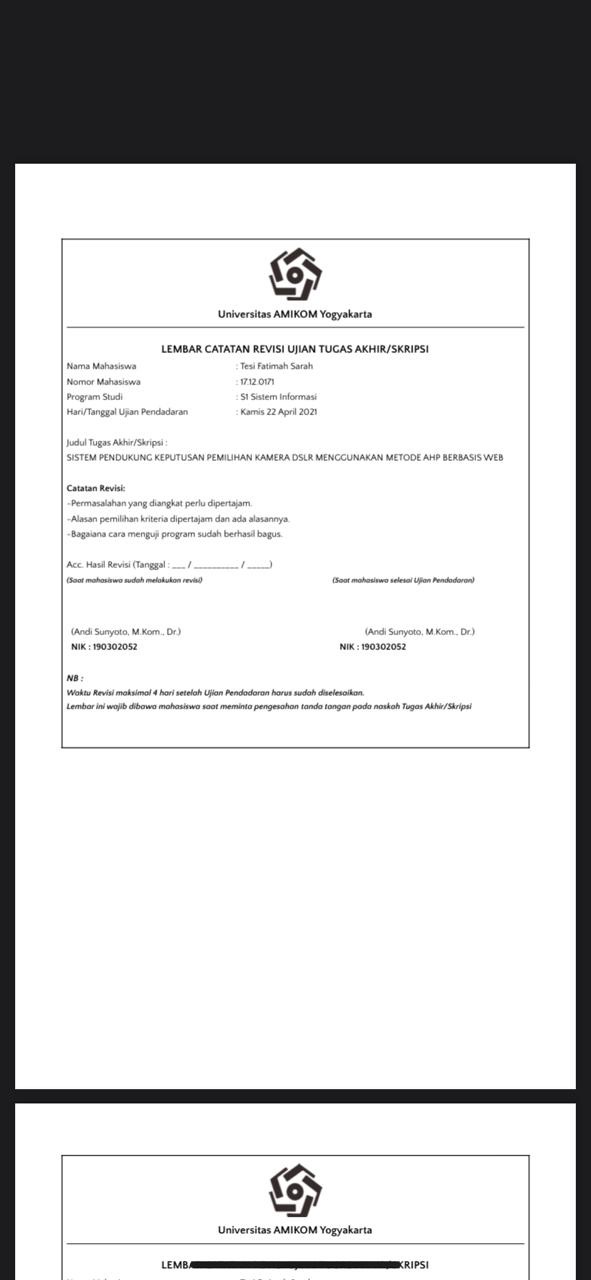 Universitas AMIKOM Yogyakarta
LEMBAR CATATAN REVISI UJIAN TUGAS AKHIR/SKRIPSI
Nama Mahasiswa : Tesi Fatimah Sarah
Nomor Mahasiswa : 17.12.0171
Program Studi : S1 Sistem Informasi
Hari/Tanggal Ujian Pendadaran : Kamis 22 April 2021
Judul Tugas Akhir/Skripsi :
SISTEM PENDUKUNG KEPUTUSAN PEMILIHAN KAMERA DSLR MENGGUNAKAN METODE AHP BERBASIS WEB
Catatan Revisi:
-Permasalahan yang diangkat perlu dipertajam.
-Alasan pemilihan kriteria dipertajam dan ada alasannya.
-Bagaiana cara menguji program sudah berhasil bagus.
Acc. Hasil Revisi (Tanggal : ___ / __________ / _____)
(Saat mahasiswa sudah melakukan revisi) (Saat mahasiswa selesai Ujian Pendadaran)
(Andi Sunyoto, M.Kom., Dr.) (Andi Sunyoto, M.Kom., Dr.)
NIK : 190302052 NIK : 190302052
NB :
Waktu Revisi maksimal 4 hari setelah Ujian Pendadaran harus sudah diselesaikan.
Lembar ini wajib dibawa mahasiswa saat meminta pengesahan tanda tangan pada naskah Tugas Akhir/Skripsi
Universitas AMIKOM Yogyakarta
LEMBA KRIPSI